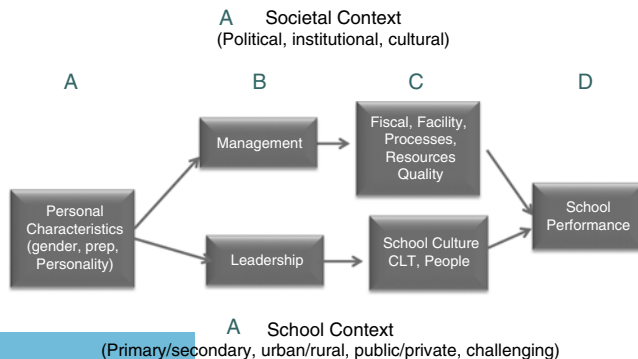 A Societal Context
(Political, institutional, cultural)
A B C D
Management
Fiscal, Facility,
Processes,
Resources
Quality
Personal
Characteristics
(gender, prep,
Personality)
Leadership
School Culture
CLT, People
School
Performance
A School Context
(Primary/secondary, urban/rural, public/private, challenging)